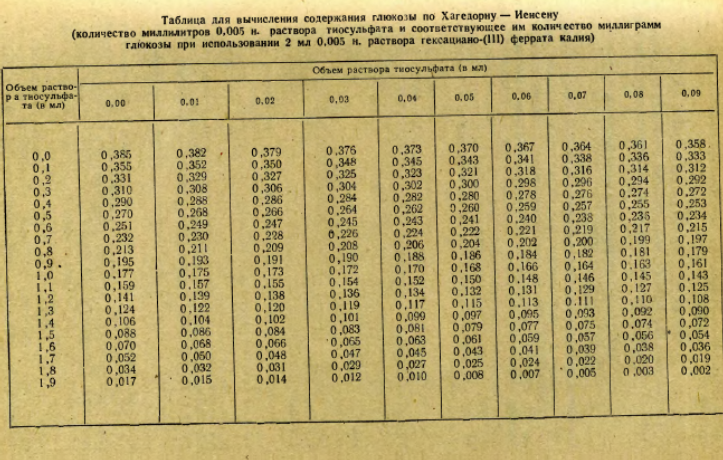 Таблица для вычисления содержания глюкозы по Хагедорну — Иенсену
(количество миллилитров 0,005 н. раствора тиосульфата и соответствующее им количество миллиграмм
глюкозы при использовании 2 мл 0,005 н. раствора гексациано-(III) феррата калия)
Объем раствора тиосульфата (в мл)
Объем раство-
ра тиосульфа-
та (в мл)
0,00 0,01 0,02 0,03 0,04 0,05 0,06 0,07 0,08 0,09
0,0 0,385 0,382 0,379 0,376 0,373 0,370 0,367 0,364 0,361 0,358
0,1 0,355 0,352 0,350 0,348 0,345 0,343 0,341 0,338 0,336 0,333
0,2 0,331 0,329 0,327 0,325 0,323 0,321 0,318 0,316 0,314 0,312
0,3 0,310 0,308 0,306 0,304 0,302 0,300 0,298 0,296 0,294 0,292
0,4 0,290 0,288 0,286 0,284 0,282 0,280 0,278 0,276 0,274 0,272
0,5 0,270 0,268 0,266 0,264 0,262 0,260 0,259 0,257 0,255 0,253
0,6 0,251 0,249 0,247 0,245 0,243 0,241 0,240 0,238 0,236 0,234
0,7 0,232 0,230 0,228 0,226 0,224 0,222 0,221 0,219 0,217 0,215
0,8 0,213 0,211 0,209 0,208 0,206 0,204 0,202 0,200 0,199 0,197
0,9 0,195 0,193 0,191 0,190 0,188 0,186 0,184 0,182 0,181 0,179
1,0 0,177 0,175 0,173 0,172 0,170 0,168 0,166 0,164 0,163 0,161
1,1 0,159 0,157 0,155 0,154 0,152 0,150 0,148 0,146 0,145 0,143
1,2 0,141 0,139 0,138 0,136 0,134 0,132 0,131 0,129 0,127 0,125
1,3 0,124 0,122 0,120 0,119 0,117 0,115 0,113 0,111 0,110 0,108
1,4 0,106 0,104 0,102 0,101 0,099 0,097 0,095 0,093 0,092 0,090
1,5 0,088 0,086 0,084 0,083 0,081 0,079 0,077 0,075 0,074 0,072
1,6 0,070 0,068 0,066 0,065 0,063 0,061 0,059 0,057 0,056 0,054
1,7 0,052 0,050 0,048 0,047 0,045 0,043 0,041 0,039 0,038 0,036
1,8 0,034 0,032 0,031 0,029 0,027 0,025 0,024 0,022 0,020 0,019
1,9 0,017 0,015 0,014 0,012 0,010 0,008 0,007 0,005 0,003 0,002